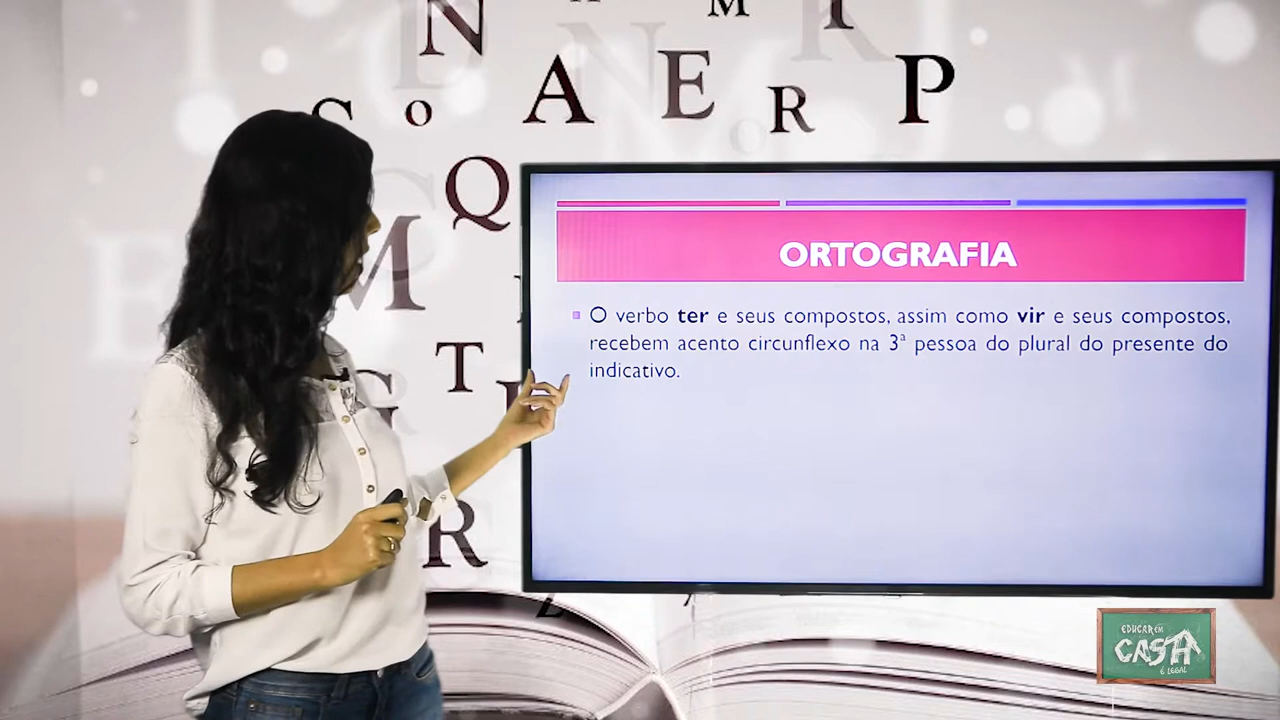 N M
S O A E R P
Q
M
T
G
R
ORTOGRAFIA
O verbo ter e seus compostos, assim como vir e seus compostos,
recebem acento circunflexo na 3ª pessoa do plural do presente do
indicativo.
EDUCAR EM
CASA
É LEGAL